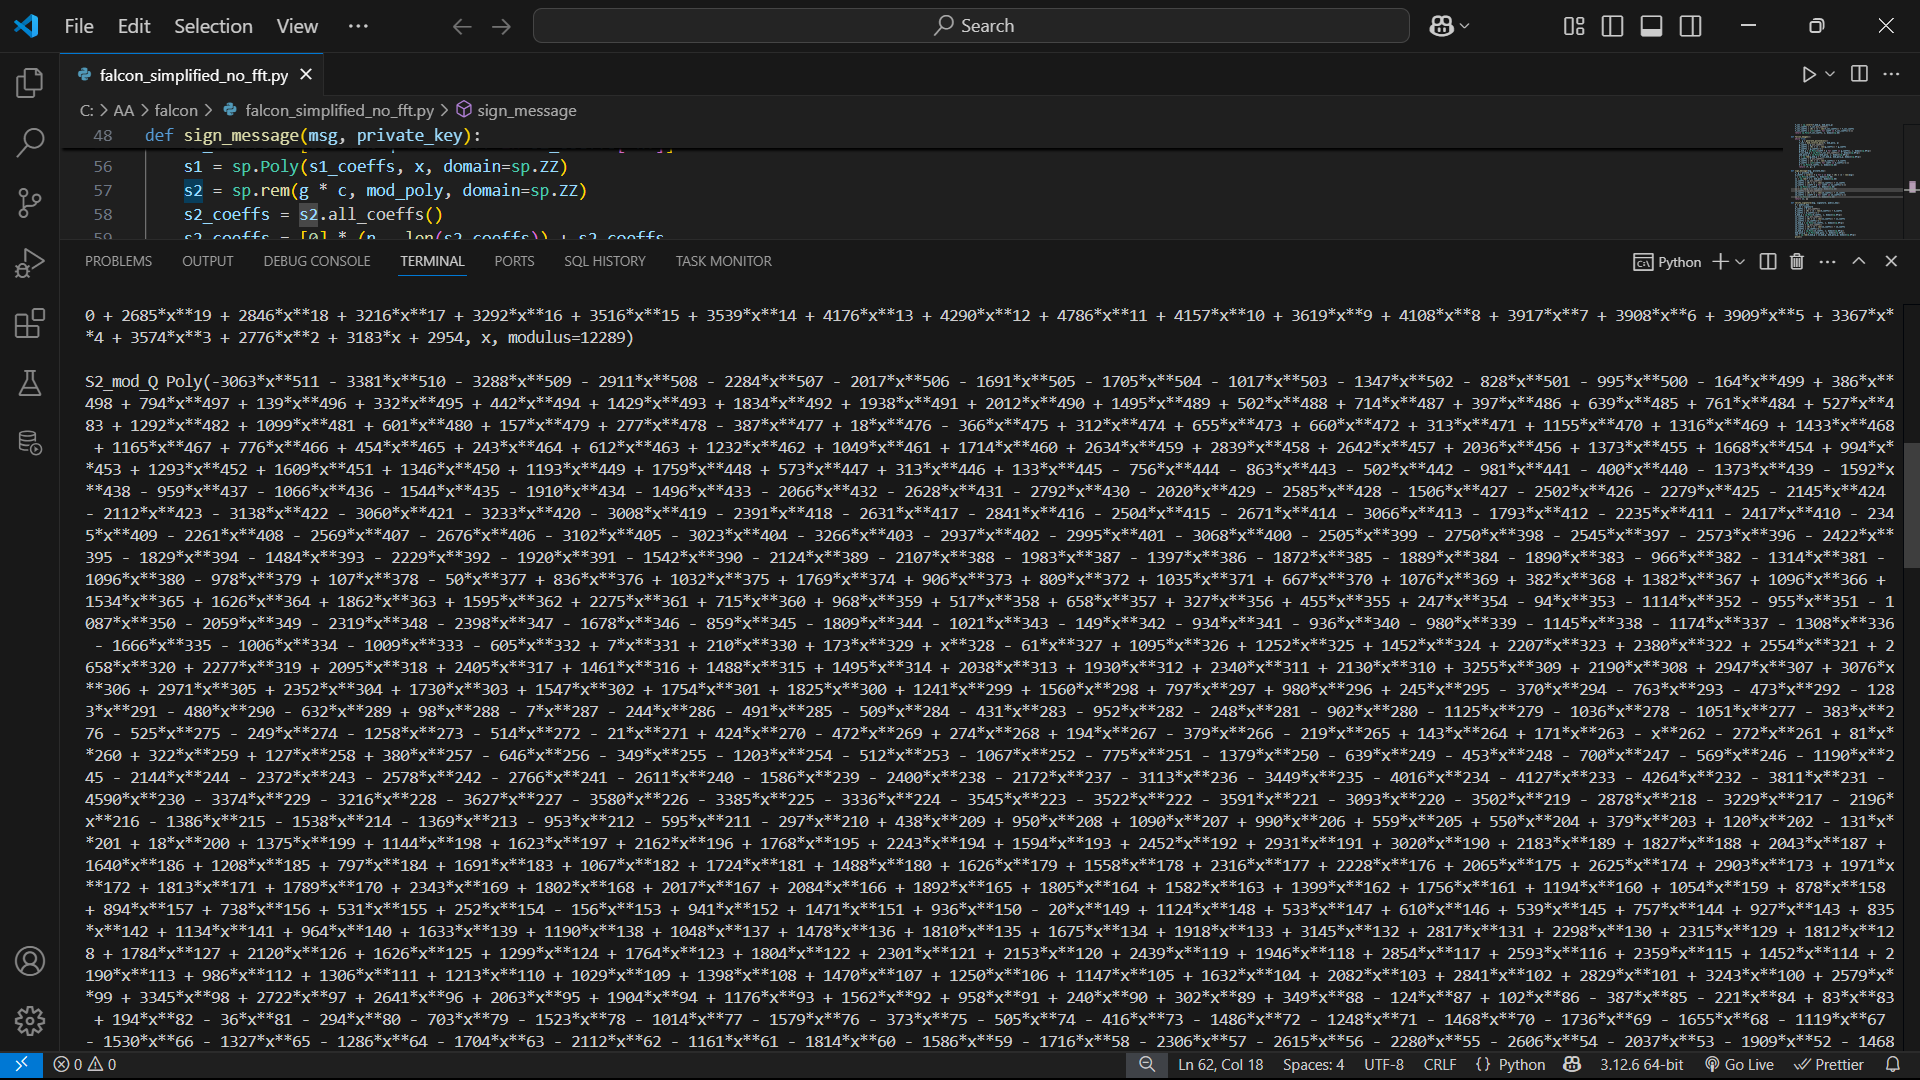 File Edit Selection View ··· Search
falcon_simplified_no_fft.py
C: > AA > falcon > falcon_simplified_no_fft.py > sign_message
48 def sign_message(msg, private_key):
56 s1 = sp.Poly(s1_coeffs, x, domain=sp.ZZ)
57 s2 = sp.rem(g * c, mod_poly, domain=sp.ZZ)
58 s2_coeffs = s2.all_coeffs()
59 s2_coeffs = [0] * (n - len(s2_coeffs)) + s2_coeffs
PROBLEMS OUTPUT DEBUG CONSOLE TERMINAL PORTS SQL HISTORY TASK MONITOR Python
0 + 2685*x**19 + 2846*x**18 + 3216*x**17 + 3292*x**16 + 3516*x**15 + 3539*x**14 + 4176*x**13 + 4290*x**12 + 4786*x**11 + 4157*x**10 + 3619*x**9 + 4108*x**8 + 3917*x**7 + 3908*x**6 + 3909*x**5 + 3367*x*
*4 + 3574*x**3 + 2776*x**2 + 3183*x + 2954, x, modulus=12289)
S2_mod_Q Poly(-3063*x**511 - 3381*x**510 - 3288*x**509 - 2911*x**508 - 2284*x**507 - 2017*x**506 - 1691*x**505 - 1705*x**504 - 1017*x**503 - 1347*x**502 - 828*x**501 - 995*x**500 - 164*x**499 + 386*x**
498 + 794*x**497 + 139*x**496 + 332*x**495 + 442*x**494 + 1429*x**493 + 1834*x**492 + 1938*x**491 + 2012*x**490 + 1495*x**489 + 502*x**488 + 714*x**487 + 397*x**486 + 639*x**485 + 761*x**484 + 527*x**4
83 + 1292*x**482 + 1099*x**481 + 601*x**480 + 157*x**479 + 277*x**478 - 387*x**477 + 18*x**476 - 366*x**475 + 312*x**474 + 655*x**473 + 660*x**472 + 313*x**471 + 1155*x**470 + 1316*x**469 + 1433*x**468
+ 1165*x**467 + 776*x**466 + 454*x**465 + 243*x**464 + 612*x**463 + 1232*x**462 + 1049*x**461 + 1714*x**460 + 2634*x**459 + 2839*x**458 + 2642*x**457 + 2036*x**456 + 1373*x**455 + 1668*x**454 + 994*x*
*453 + 1293*x**452 + 1609*x**451 + 1346*x**450 + 1193*x**449 + 1759*x**448 + 573*x**447 + 313*x**446 + 133*x**445 - 756*x**444 - 863*x**443 - 502*x**442 - 981*x**441 - 400*x**440 - 1373*x**439 - 1592*x
**438 - 959*x**437 - 1066*x**436 - 1544*x**435 - 1910*x**434 - 1496*x**433 - 2066*x**432 - 2628*x**431 - 2792*x**430 - 2020*x**429 - 2585*x**428 - 1506*x**427 - 2502*x**426 - 2279*x**425 - 2145*x**424
- 2112*x**423 - 3138*x**422 - 3060*x**421 - 3233*x**420 - 3008*x**419 - 2391*x**418 - 2631*x**417 - 2841*x**416 - 2504*x**415 - 2671*x**414 - 3066*x**413 - 1793*x**412 - 2235*x**411 - 2417*x**410 - 234
5*x**409 - 2261*x**408 - 2569*x**407 - 2676*x**406 - 3102*x**405 - 3023*x**404 - 3266*x**403 - 2937*x**402 - 2995*x**401 - 3068*x**400 - 2505*x**399 - 2750*x**398 - 2545*x**397 - 2573*x**396 - 2422*x**
395 - 1829*x**394 - 1484*x**393 - 2229*x**392 - 1920*x**391 - 1542*x**390 - 2124*x**389 - 2107*x**388 - 1983*x**387 - 1397*x**386 - 1872*x**385 - 1889*x**384 - 1890*x**383 - 966*x**382 - 1314*x**381 -
1096*x**380 - 978*x**379 + 107*x**378 - 50*x**377 + 836*x**376 + 1032*x**375 + 1769*x**374 + 906*x**373 + 809*x**372 + 1035*x**371 + 667*x**370 + 1076*x**369 + 382*x**368 + 1382*x**367 + 1096*x**366 +
1534*x**365 + 1626*x**364 + 1862*x**363 + 1595*x**362 + 2275*x**361 + 715*x**360 + 968*x**359 + 517*x**358 + 658*x**357 + 327*x**356 + 455*x**355 + 247*x**354 - 94*x**353 - 1114*x**352 - 955*x**351 - 1
087*x**350 - 2059*x**349 - 2319*x**348 - 2398*x**347 - 1678*x**346 - 859*x**345 - 1809*x**344 - 1021*x**343 - 149*x**342 - 934*x**341 - 936*x**340 - 980*x**339 - 1145*x**338 - 1174*x**337 - 1308*x**336
- 1666*x**335 - 1006*x**334 - 1009*x**333 - 605*x**332 + 7*x**331 + 210*x**330 + 173*x**329 + x**328 - 61*x**327 + 1095*x**326 + 1252*x**325 + 1452*x**324 + 2207*x**323 + 2380*x**322 + 2554*x**321 + 2
658*x**320 + 2277*x**319 + 2095*x**318 + 2405*x**317 + 1461*x**316 + 1488*x**315 + 1495*x**314 + 2038*x**313 + 1930*x**312 + 2340*x**311 + 2130*x**310 + 3255*x**309 + 2190*x**308 + 2947*x**307 + 3076*x
**306 + 2971*x**305 + 2352*x**304 + 1730*x**303 + 1547*x**302 + 1754*x**301 + 1825*x**300 + 1241*x**299 + 1560*x**298 + 797*x**297 + 980*x**296 + 245*x**295 - 370*x**294 - 763*x**293 - 473*x**292 - 128
3*x**291 - 480*x**290 - 632*x**289 + 98*x**288 - 7*x**287 - 244*x**286 - 491*x**285 - 509*x**284 - 431*x**283 - 952*x**282 - 248*x**281 - 902*x**280 - 1125*x**279 - 1036*x**278 - 1051*x**277 - 383*x**2
76 - 525*x**275 - 249*x**274 - 1258*x**273 - 514*x**272 - 21*x**271 + 424*x**270 - 472*x**269 + 274*x**268 + 194*x**267 - 379*x**266 - 219*x**265 + 143*x**264 + 171*x**263 - x**262 - 272*x**261 + 81*x*
*260 + 322*x**259 + 127*x**258 + 380*x**257 - 646*x**256 - 349*x**255 - 1203*x**254 - 512*x**253 - 1067*x**252 - 775*x**251 - 1379*x**250 - 639*x**249 - 453*x**248 - 700*x**247 - 569*x**246 - 1190*x**2
45 - 2144*x**244 - 2372*x**243 - 2578*x**242 - 2766*x**241 - 2611*x**240 - 1586*x**239 - 2400*x**238 - 2172*x**237 - 3113*x**236 - 3449*x**235 - 4016*x**234 - 4127*x**233 - 4264*x**232 - 3811*x**231 -
4590*x**230 - 3374*x**229 - 3216*x**228 - 3627*x**227 - 3580*x**226 - 3385*x**225 - 3336*x**224 - 3545*x**223 - 3522*x**222 - 3591*x**221 - 3093*x**220 - 3502*x**219 - 2878*x**218 - 3229*x**217 - 2196*
x**216 - 1386*x**215 - 1538*x**214 - 1369*x**213 - 953*x**212 - 595*x**211 - 297*x**210 + 438*x**209 + 950*x**208 + 1090*x**207 + 990*x**206 + 559*x**205 + 550*x**204 + 379*x**203 + 120*x**202 - 131*x*
*201 + 18*x**200 + 1375*x**199 + 1144*x**198 + 1623*x**197 + 2162*x**196 + 1768*x**195 + 2243*x**194 + 1594*x**193 + 2452*x**192 + 2931*x**191 + 3020*x**190 + 2183*x**189 + 1827*x**188 + 2043*x**187 +
1640*x**186 + 1208*x**185 + 797*x**184 + 1691*x**183 + 1067*x**182 + 1724*x**181 + 1488*x**180 + 1626*x**179 + 1558*x**178 + 2316*x**177 + 2228*x**176 + 2065*x**175 + 2625*x**174 + 2903*x**173 + 1971*x
**172 + 1813*x**171 + 1789*x**170 + 2343*x**169 + 1802*x**168 + 2017*x**167 + 2084*x**166 + 1892*x**165 + 1805*x**164 + 1582*x**163 + 1399*x**162 + 1756*x**161 + 1194*x**160 + 1054*x**159 + 878*x**158
+ 894*x**157 + 738*x**156 + 531*x**155 + 252*x**154 - 156*x**153 + 941*x**152 + 1471*x**151 + 936*x**150 - 20*x**149 + 1124*x**148 + 533*x**147 + 610*x**146 + 539*x**145 + 757*x**144 + 927*x**143 + 835
*x**142 + 1134*x**141 + 964*x**140 + 1633*x**139 + 1190*x**138 + 1048*x**137 + 1478*x**136 + 1810*x**135 + 1675*x**134 + 1918*x**133 + 3145*x**132 + 2817*x**131 + 2298*x**130 + 2315*x**129 + 1812*x**12
8 + 1784*x**127 + 2120*x**126 + 1626*x**125 + 1299*x**124 + 1764*x**123 + 1804*x**122 + 2301*x**121 + 2153*x**120 + 2439*x**119 + 1946*x**118 + 2854*x**117 + 2593*x**116 + 2359*x**115 + 1452*x**114 + 2
190*x**113 + 986*x**112 + 1306*x**111 + 1213*x**110 + 1029*x**109 + 1398*x**108 + 1470*x**107 + 1250*x**106 + 1147*x**105 + 1632*x**104 + 2082*x**103 + 2841*x**102 + 2829*x**101 + 3243*x**100 + 2579*x*
*99 + 3345*x**98 + 2722*x**97 + 2641*x**96 + 2063*x**95 + 1904*x**94 + 1176*x**93 + 1562*x**92 + 958*x**91 + 240*x**90 + 302*x**89 + 349*x**88 - 124*x**87 + 102*x**86 - 387*x**85 - 221*x**84 + 83*x**83
+ 194*x**82 - 36*x**81 - 294*x**80 - 703*x**79 - 1523*x**78 - 1014*x**77 - 1579*x**76 - 373*x**75 - 505*x**74 - 416*x**73 - 1486*x**72 - 1248*x**71 - 1468*x**70 - 1736*x**69 - 1655*x**68 - 1119*x**67
- 1530*x**66 - 1327*x**65 - 1286*x**64 - 1704*x**63 - 2112*x**62 - 1161*x**61 - 1814*x**60 - 1586*x**59 - 1716*x**58 - 2306*x**57 - 2615*x**56 - 2280*x**55 - 2606*x**54 - 2037*x**53 - 1909*x**52 - 1468
0 0 Ln 62, Col 18 Spaces: 4 UTF-8 CRLF {} Python 3.12.6 64-bit Go Live Prettier